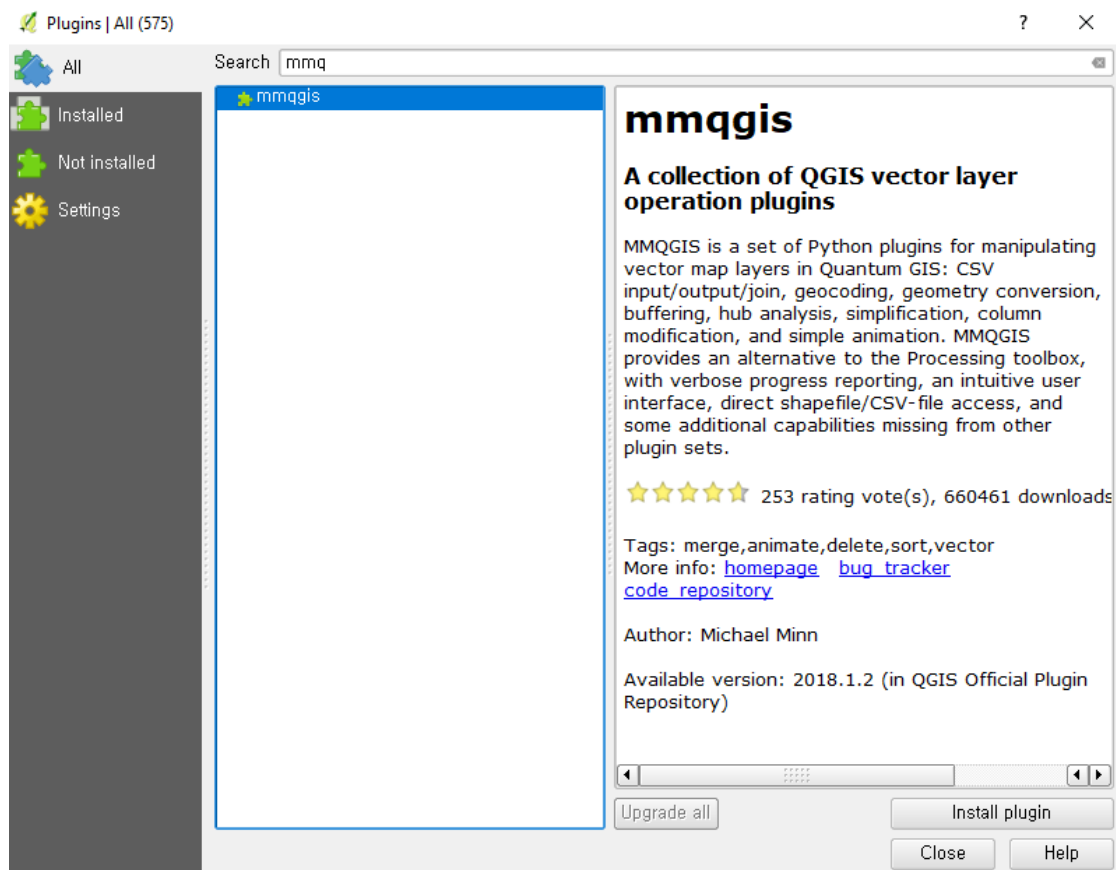 Plugins | All (575)
?
All
Installed
Not installed
Settings
Search mmq
mmqgis
mmqgis
A collection of QGIS vector layer
operation plugins
MMQGIS is a set of Python plugins for manipulating
vector map layers in Quantum GIS: CSV
input/output/join, geocoding, geometry conversion,
buffering, hub analysis, simplification, column
modification, and simple animation. MMQGIS
provides an alternative to the Processing toolbox,
with verbose progress reporting, an intuitive user
interface, direct shapefile/CSV-file access, and
some additional capabilities missing from other
plugin sets.
253 rating vote(s), 660461 downloads
Tags: merge,animate,delete,sort,vector
More info: homepage bug_tracker
code_repository
Author: Michael Minn
Available version: 2018.1.2 (in QGIS Official Plugin
Repository)
Upgrade all
Install plugin
Close
Help